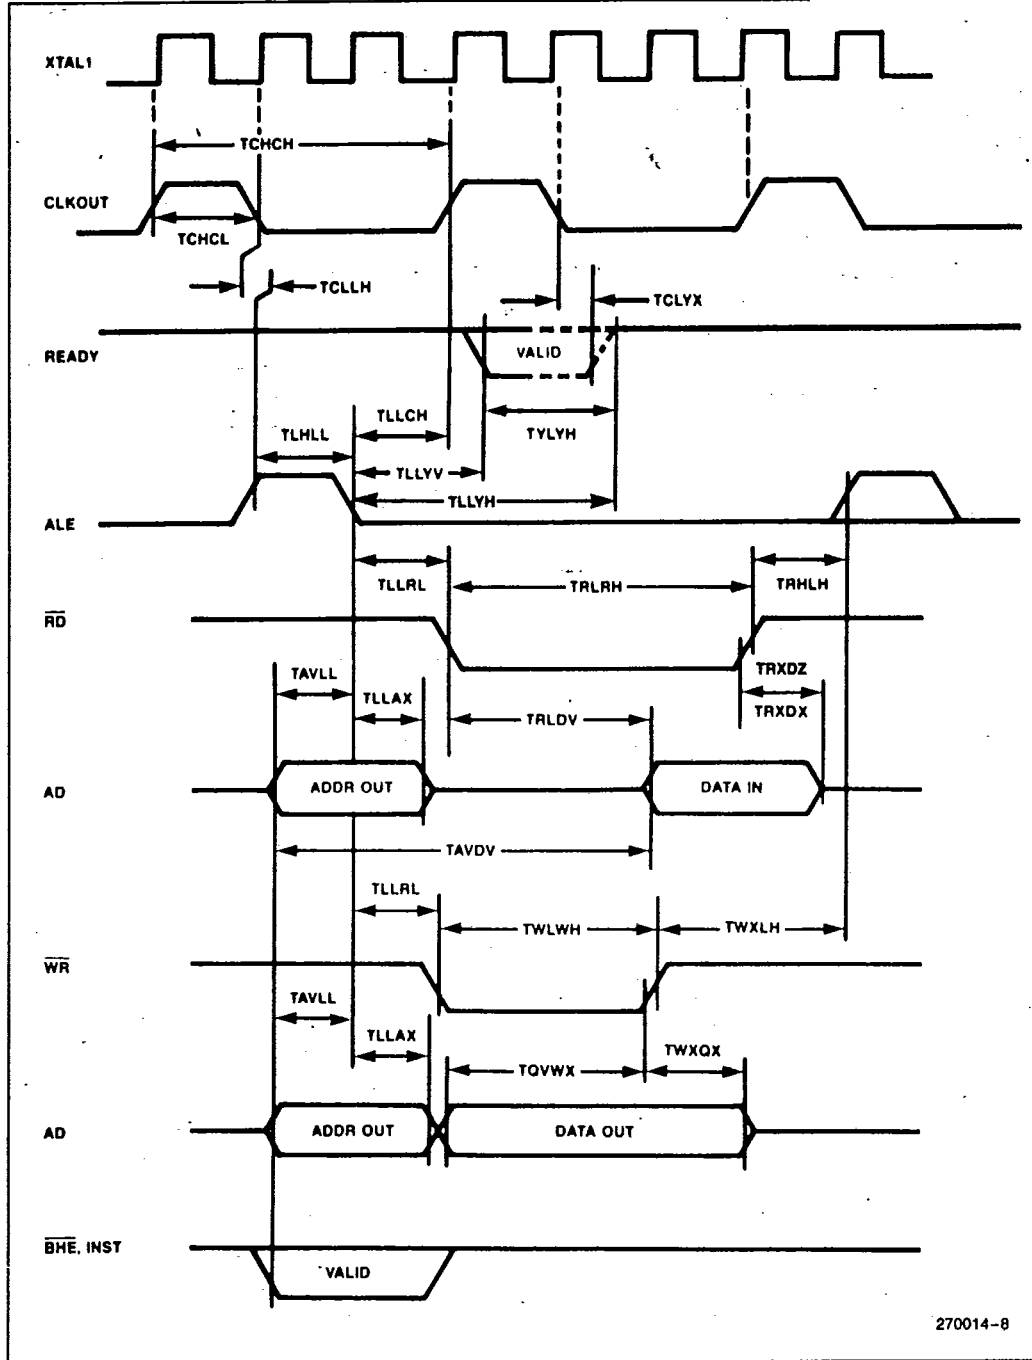 XTAL1
TCHCH
CLKOUT
TCHCL
TCLLH
TCLYX
READY
VALID
TLLCH
TYLYH
TLHLL
TLLYV
TLLYH
ALE
TLLRL
TRLRH
TRHLH
RD
TAVLL
TRXDZ
TLLAX
TRLDV
TRXDX
AD
ADDR OUT
DATA IN
TAVDV
TLLRL
TWLWH
TWXLH
WR
TAVLL
TLLAX
TQVWX
TWXQX
AD
ADDR OUT
DATA OUT
BHE, INST
VALID
270014-8